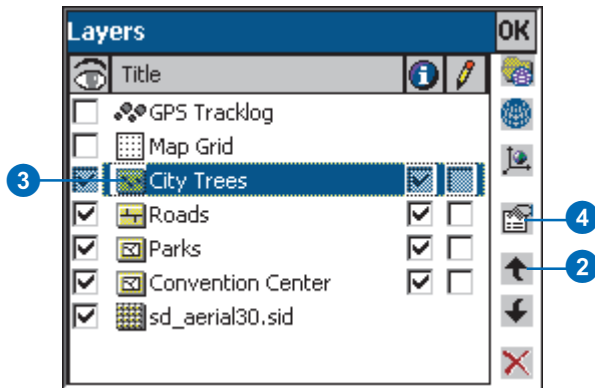 Layers OK
Title
GPS Tracklog
Map Grid
3 City Trees
Roads
4
Parks
2
Convention Center
sd_aerial30.sid